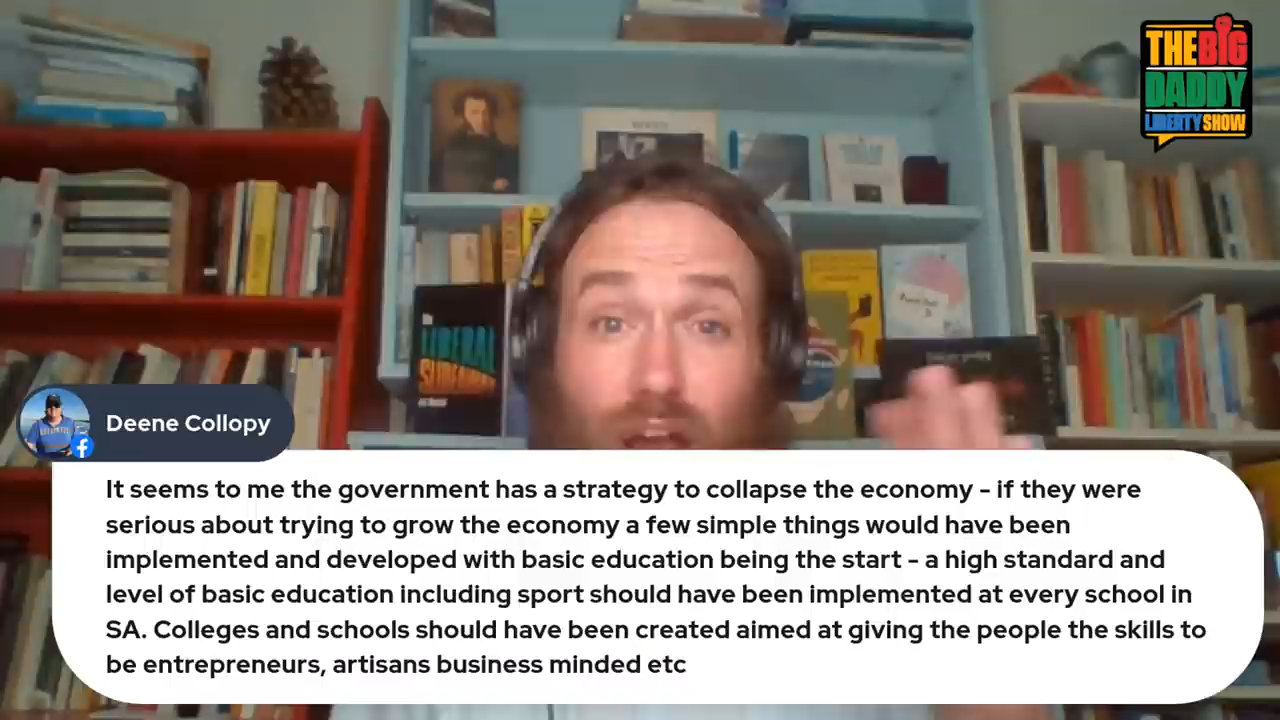 THE BIG
DADDY
LIBERTY SHOW
LIBERAL
Deene Collopy
It seems to me the government has a strategy to collapse the economy - if they were
serious about trying to grow the economy a few simple things would have been
implemented and developed with basic education being the start - a high standard and
level of basic education including sport should have been implemented at every school in
SA. Colleges and schools should have been created aimed at giving the people the skills to
be entrepreneurs, artisans business minded etc